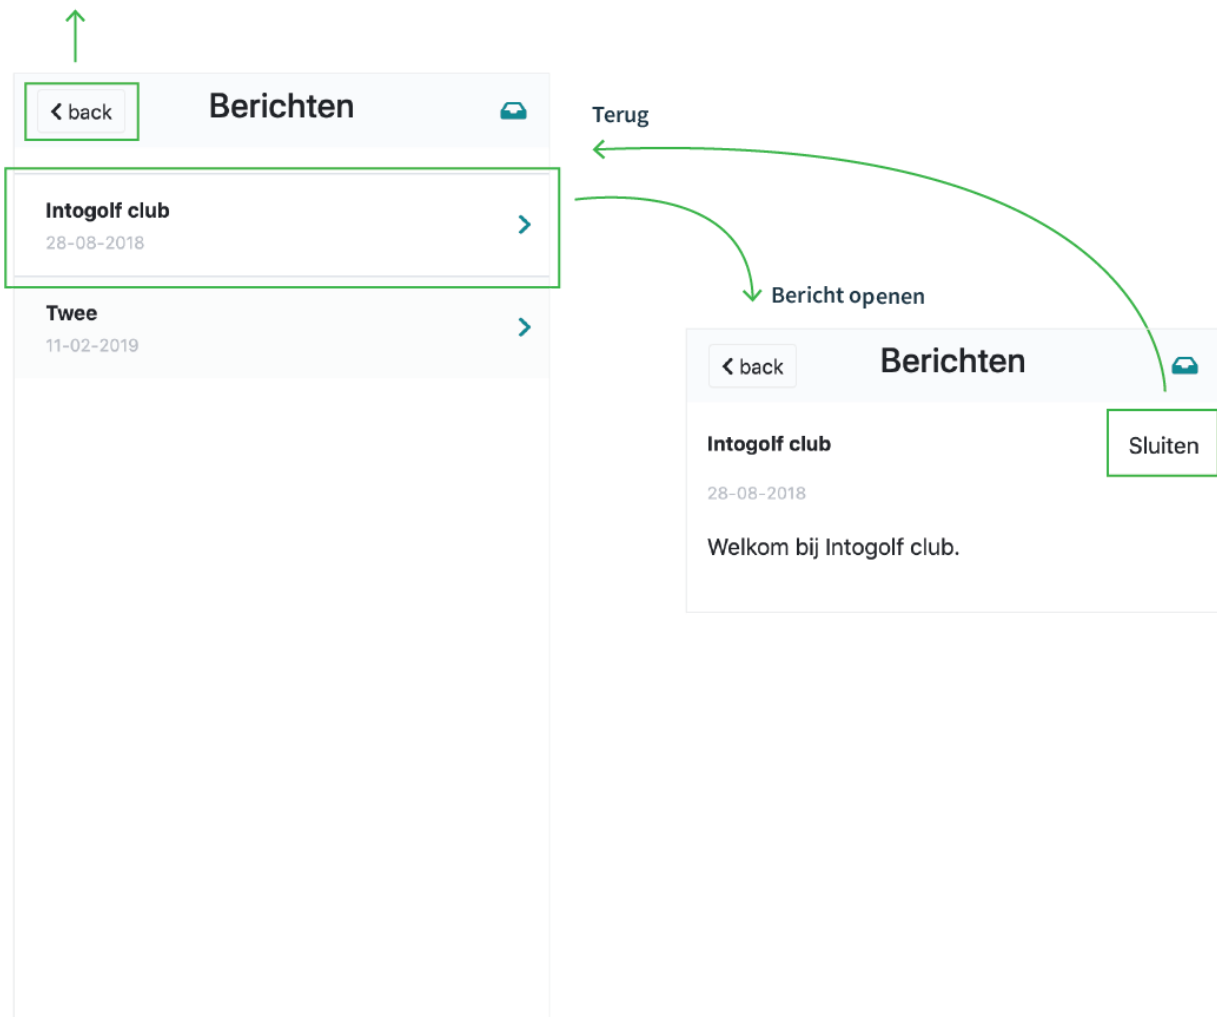 back
Berichten
Terug
Intogolf club
28-08-2018
Twee
11-02-2019
Bericht openen
back
Berichten
Intogolf club
Sluiten
28-08-2018
Welkom bij Intogolf club.